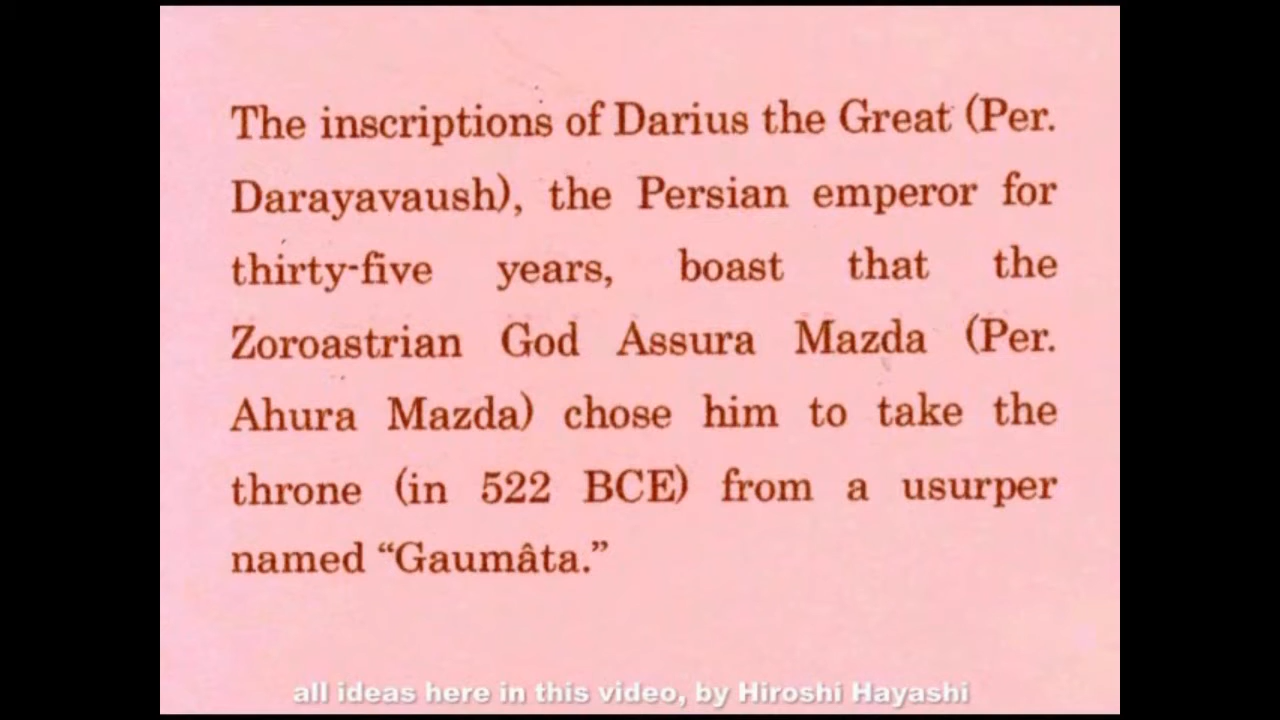 The inscriptions of Darius the Great (Per.
Darayavaush), the Persian emperor for
thirty-five years, boast that the
Zoroastrian God Assura Mazda (Per.
Ahura Mazda) chose him to take the
throne (in 522 BCE) from a usurper
named “Gaumâta.”
all ideas here in this video, by Hiroshi Hayashi